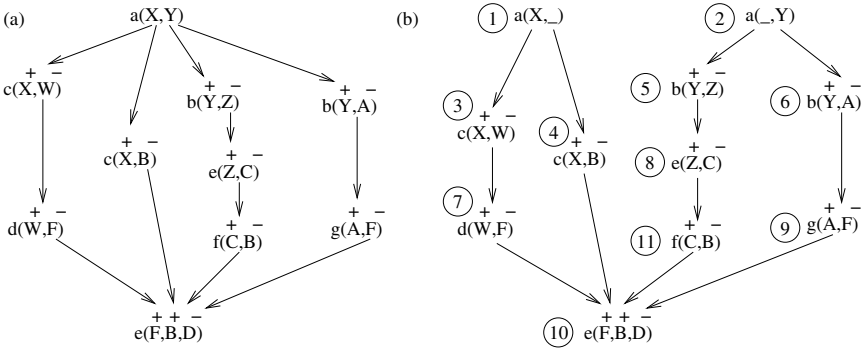 (a)
a(X,Y)
+ −
c(X,W)
+ −
b(Y,Z)
+ −
b(Y,A)
+ −
c(X,B)
+ −
e(Z,C)
+ −
d(W,F)
+ −
f(C,B)
+ −
g(A,F)
+ + −
e(F,B,D)
(b)
1 a(X,_)
2 a(_,Y)
3
+ −
c(X,W)
4
+ −
c(X,B)
5
+ −
b(Y,Z)
6
+ −
b(Y,A)
7
+ −
d(W,F)
8
+ −
e(Z,C)
11
+ −
f(C,B)
9
+ −
g(A,F)
+ + −
10 e(F,B,D)